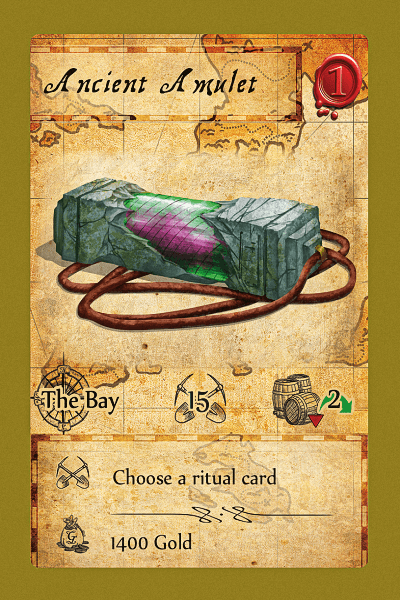 Ancient Amulet
1
The Bay
15
2
Choose a ritual card
1400 Gold